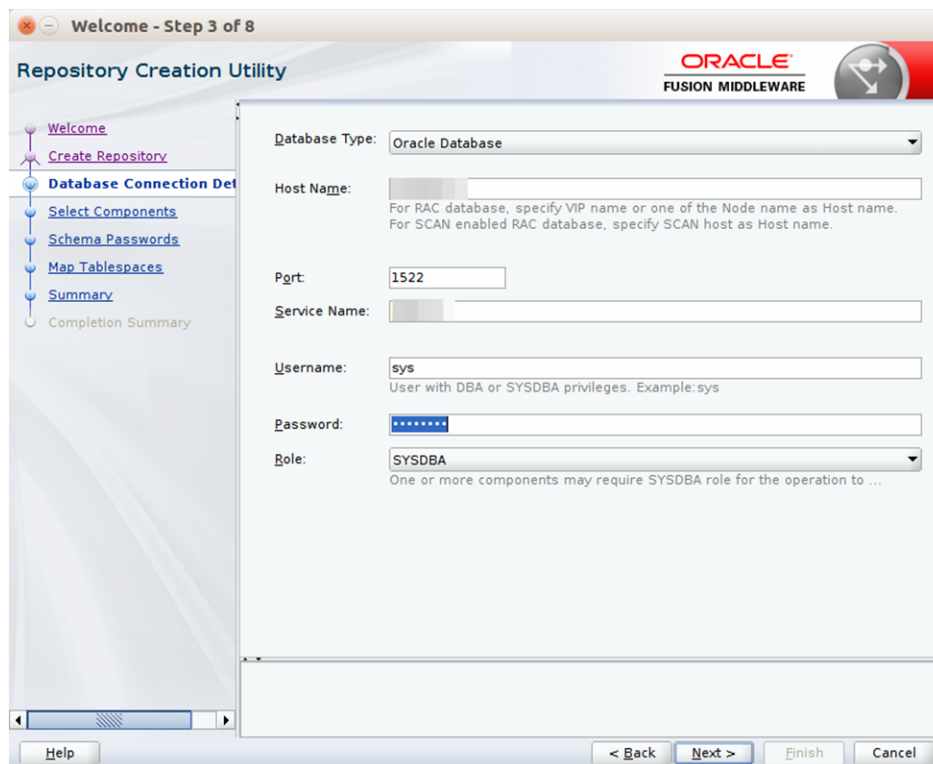 Welcome - Step 3 of 8
Repository Creation Utility
ORACLE
FUSION MIDDLEWARE
Welcome
Create Repository
Database Connection Det
Select Components
Schema Passwords
Map Tablespaces
Summary
Completion Summary
Database Type: Oracle Database
Host Name:
For RAC database, specify VIP name or one of the Node name as Host name.
For SCAN enabled RAC database, specify SCAN host as Host name.
Port: 1522
Service Name:
Username: sys
User with DBA or SYSDBA privileges. Example:sys
Password: ••••••••
Role: SYSDBA
One or more components may require SYSDBA role for the operation to ...
Help < Back Next > Finish Cancel